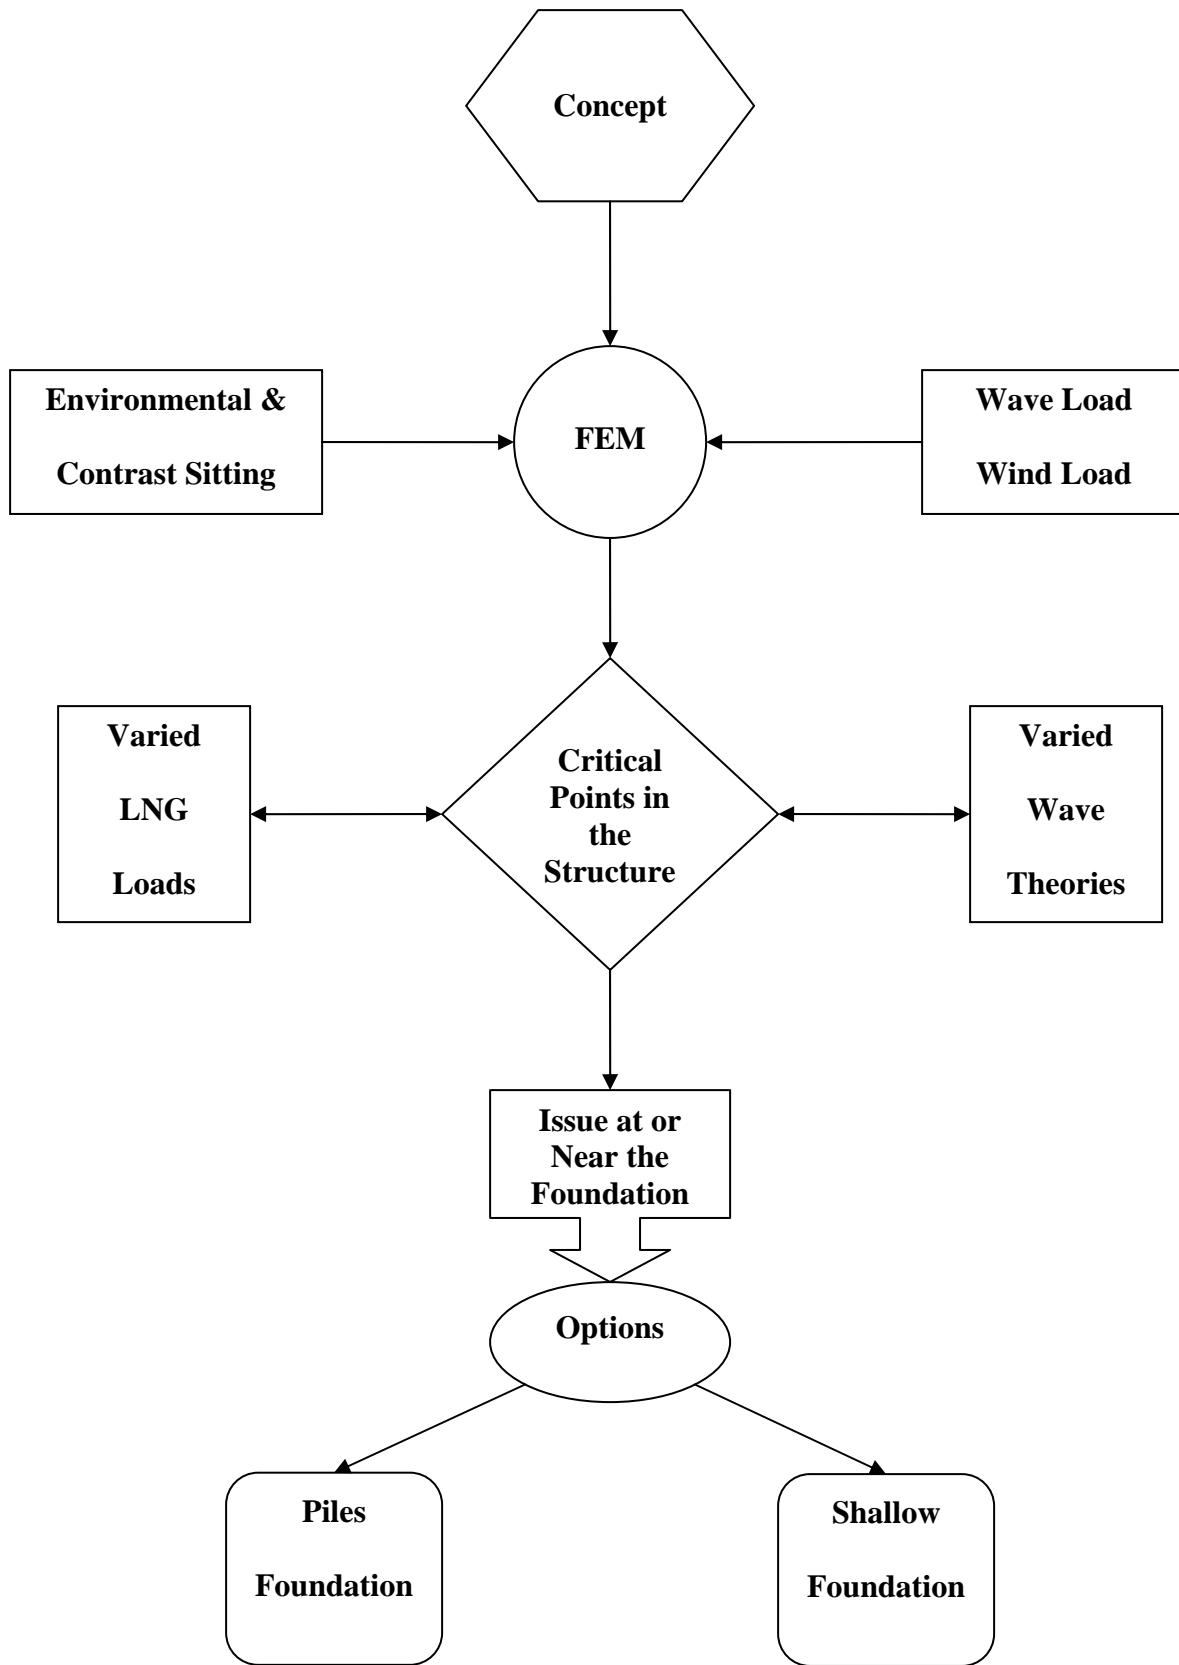 Concept
Environmental &
Contrast Sitting
FEM
Wave Load
Wind Load
Varied
LNG
Loads
Critical
Points in
the
Structure
Varied
Wave
Theories
Issue at or
Near the
Foundation
Options
Piles
Foundation
Shallow
Foundation